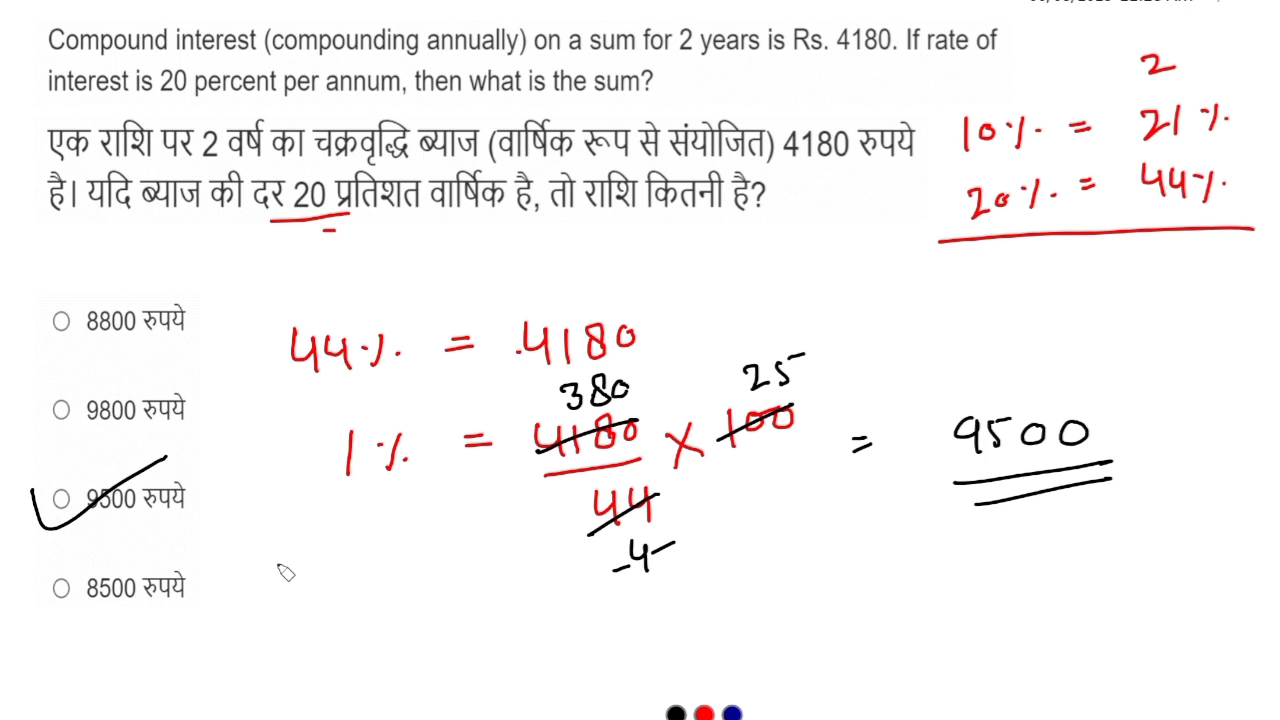 Compound interest (compounding annually) on a sum for 2 years is Rs. 4180. If rate of
interest is 20 percent per annum, then what is the sum?
एक राशि पर 2 वर्ष का चक्रवृद्धि ब्याज (वार्षिक रूप से संयोजित) 4180 रुपये
है। यदि ब्याज की दर 20 प्रतिशत वार्षिक है, तो राशि कितनी है?
2
10% = 21%
20% = 44%
8800 रुपये
9800 रुपये
9500 रुपये
8500 रुपये
44% = 4180
380 25
1% = 4180 × 100 = 9500
44
4